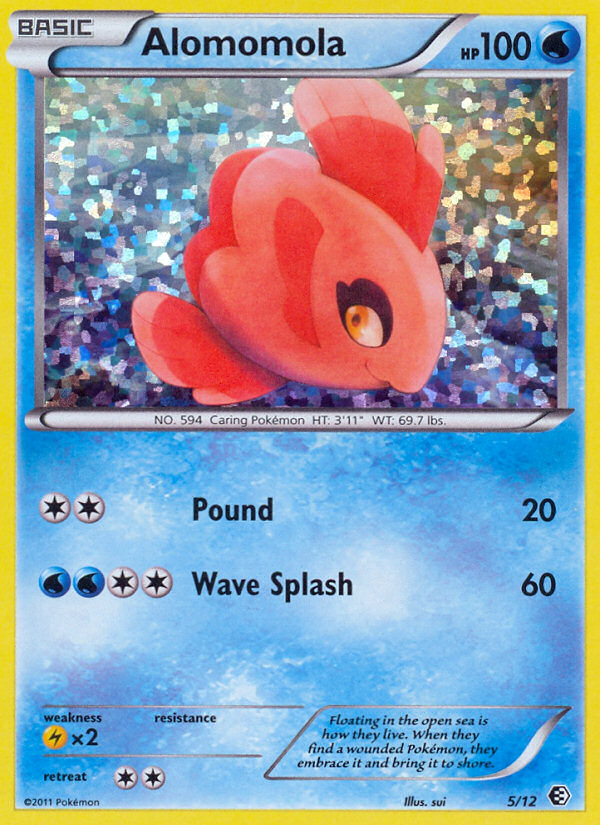 BASIC
Alomomola
HP100
NO. 594 Caring Pokémon HT: 3'11" WT: 69.7 lbs.
Pound 20
Wave Splash 60
weakness resistance
×2
Floating in the open sea is
how they live. When they
find a wounded Pokémon, they
embrace it and bring it to shore.
retreat
©2011 Pokémon Illus. sui 5/12